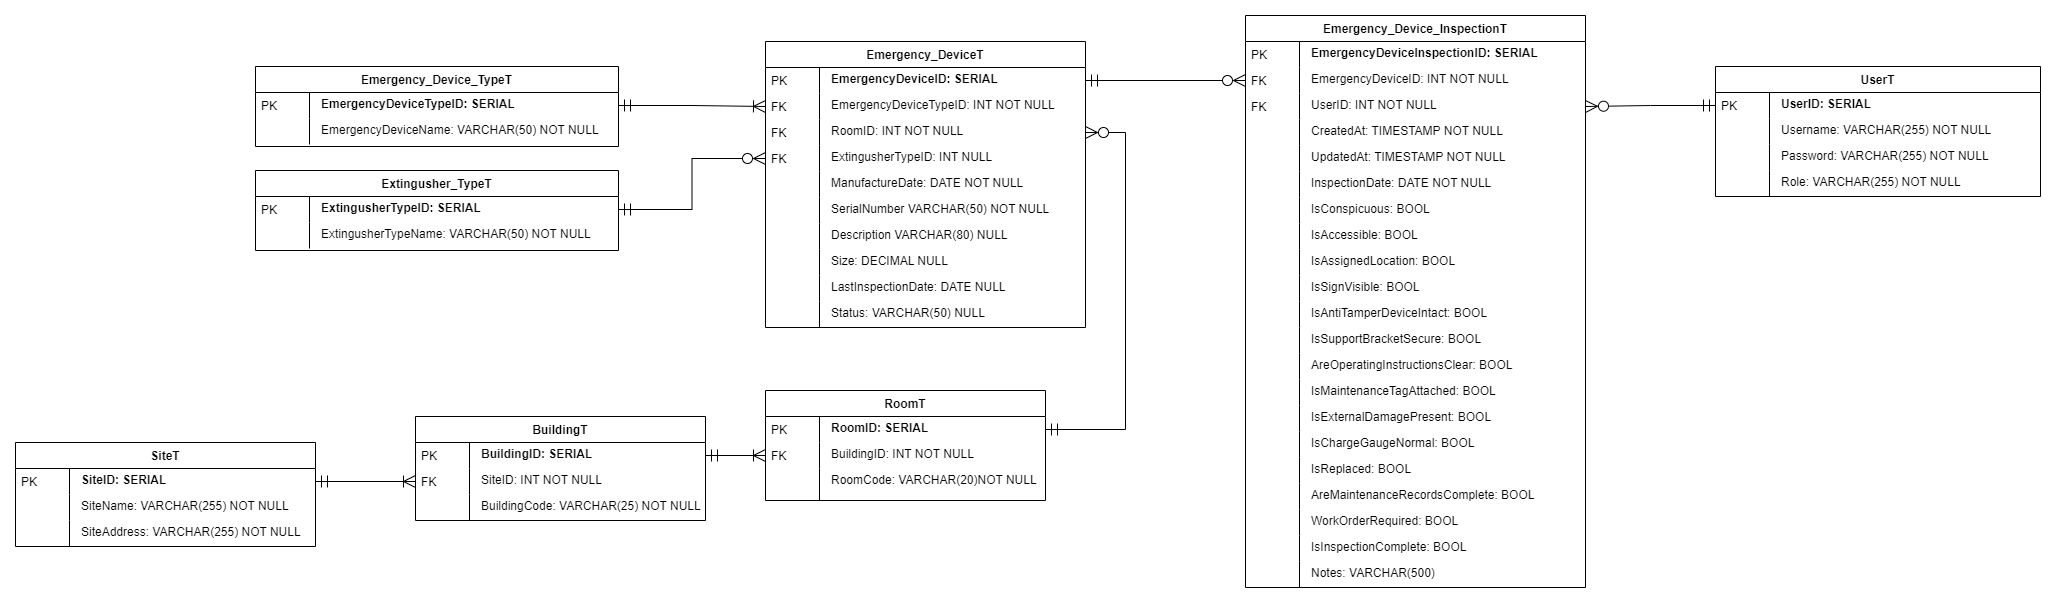 Emergency_Device_TypeT
PK EmergencyDeviceTypeID: SERIAL
EmergencyDeviceName: VARCHAR(50) NOT NULL
Extingusher_TypeT
PK ExtingusherTypeID: SERIAL
ExtingusherTypeName: VARCHAR(50) NOT NULL
Emergency_DeviceT
PK EmergencyDeviceID: SERIAL
FK EmergencyDeviceTypeID: INT NOT NULL
FK RoomID: INT NOT NULL
FK ExtingusherTypeID: INT NULL
ManufactureDate: DATE NOT NULL
SerialNumber VARCHAR(50) NOT NULL
Description VARCHAR(80) NULL
Size: DECIMAL NULL
LastInspectionDate: DATE NULL
Status: VARCHAR(50) NULL
Emergency_Device_InspectionT
PK EmergencyDeviceInspectionID: SERIAL
FK EmergencyDeviceID: INT NOT NULL
FK UserID: INT NOT NULL
CreatedAt: TIMESTAMP NOT NULL
UpdatedAt: TIMESTAMP NOT NULL
InspectionDate: DATE NOT NULL
IsConspicuous: BOOL
IsAccessible: BOOL
IsAssignedLocation: BOOL
IsSignVisible: BOOL
IsAntiTamperDeviceIntact: BOOL
IsSupportBracketSecure: BOOL
AreOperatingInstructionsClear: BOOL
IsMaintenanceTagAttached: BOOL
IsExternalDamagePresent: BOOL
IsChargeGaugeNormal: BOOL
IsReplaced: BOOL
AreMaintenanceRecordsComplete: BOOL
WorkOrderRequired: BOOL
IsInspectionComplete: BOOL
Notes: VARCHAR(500)
UserT
PK UserID: SERIAL
Username: VARCHAR(255) NOT NULL
Password: VARCHAR(255) NOT NULL
Role: VARCHAR(255) NOT NULL
SiteT
PK SiteID: SERIAL
SiteName: VARCHAR(255) NOT NULL
SiteAddress: VARCHAR(255) NOT NULL
BuildingT
PK BuildingID: SERIAL
FK SiteID: INT NOT NULL
BuildingCode: VARCHAR(25) NOT NULL
RoomT
PK RoomID: SERIAL
FK BuildingID: INT NOT NULL
RoomCode: VARCHAR(20)NOT NULL